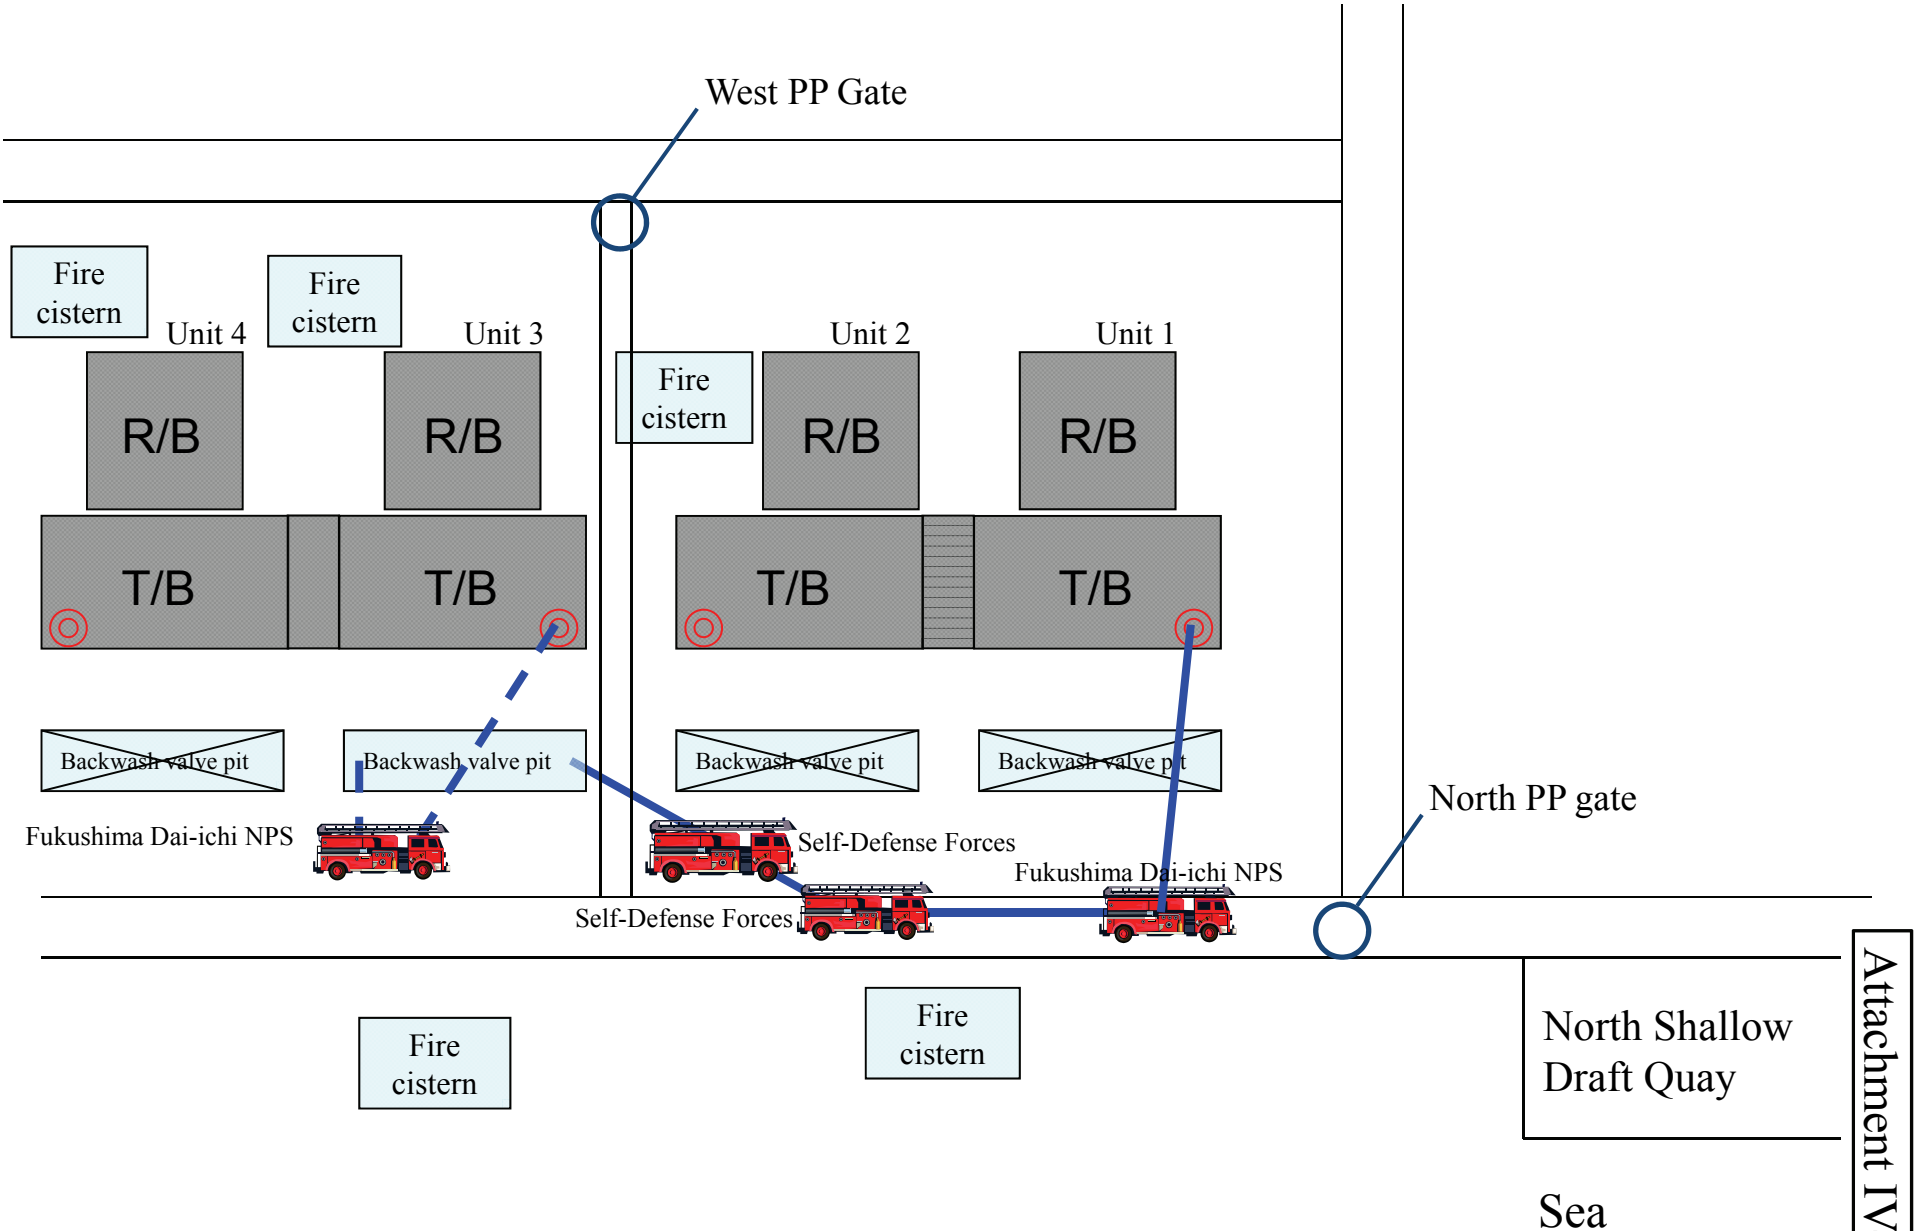 West PP Gate
Fire
cistern
Fire
cistern
Unit 4
Unit 3
Unit 2
Unit 1
Fire
cistern
R/B
R/B
R/B
R/B
T/B
T/B
T/B
T/B
Backwash valve pit
Backwash valve pit
Backwash valve pit
Backwash valve pit
North PP gate
Fukushima Dai-ichi NPS
Self-Defense Forces
Fukushima Dai-ichi NPS
Self-Defense Forces
Fire
cistern
Fire
cistern
North Shallow
Draft Quay
Sea
Attachment IV